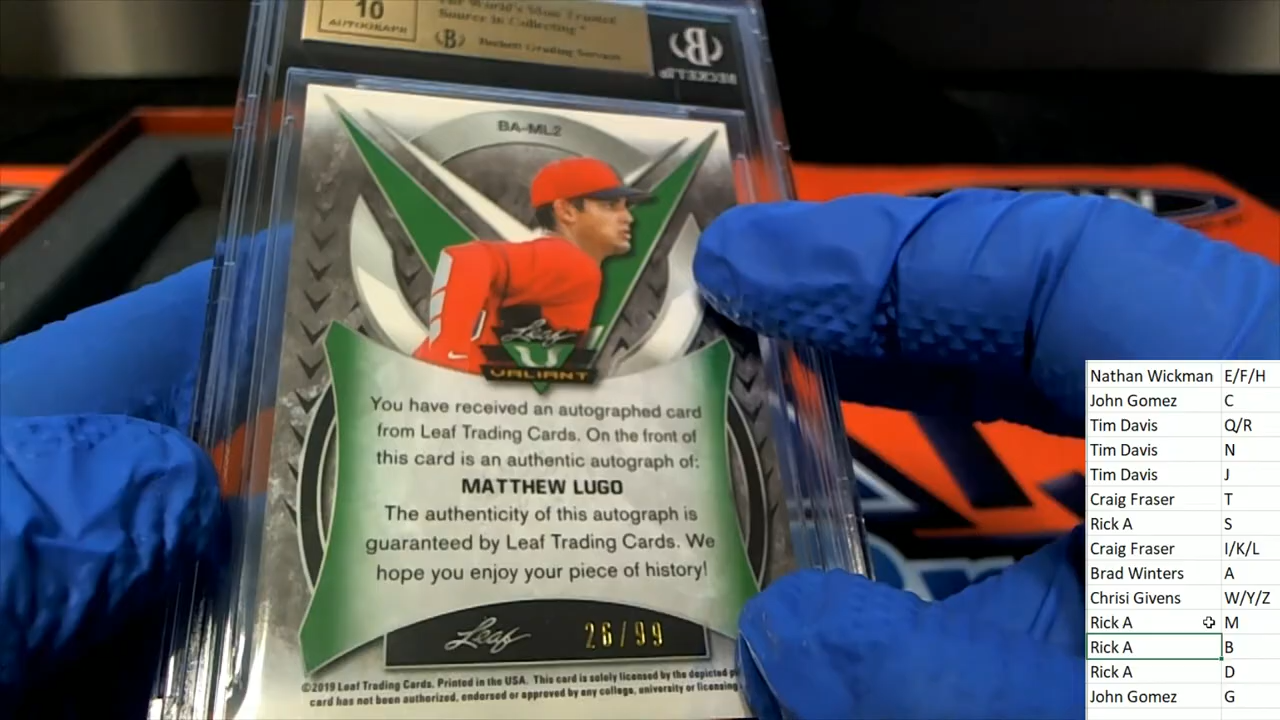 10
AUTOGRAPH
The World's Most Trusted
Source in Collecting
Beckett Grading Services
BECKETT
BA-ML2
Leaf
VALIANT
You have received an autographed card
from Leaf Trading Cards. On the front of
this card is an authentic autograph of:
MATTHEW LUGO
The authenticity of this autograph is
guaranteed by Leaf Trading Cards. We
hope you enjoy your piece of history!
Leaf 26/99
©2019 Leaf Trading Cards. Printed in the USA. This card is solely licensed by the depicted
card has not been authorized, endorsed or approved by any college, university or licensing
Nathan Wickman E/F/H
John Gomez C
Tim Davis Q/R
Tim Davis N
Tim Davis J
Craig Fraser T
Rick A S
Craig Fraser I/K/L
Brad Winters A
Chrisi Givens W/Y/Z
Rick A M
Rick A B
Rick A D
John Gomez G